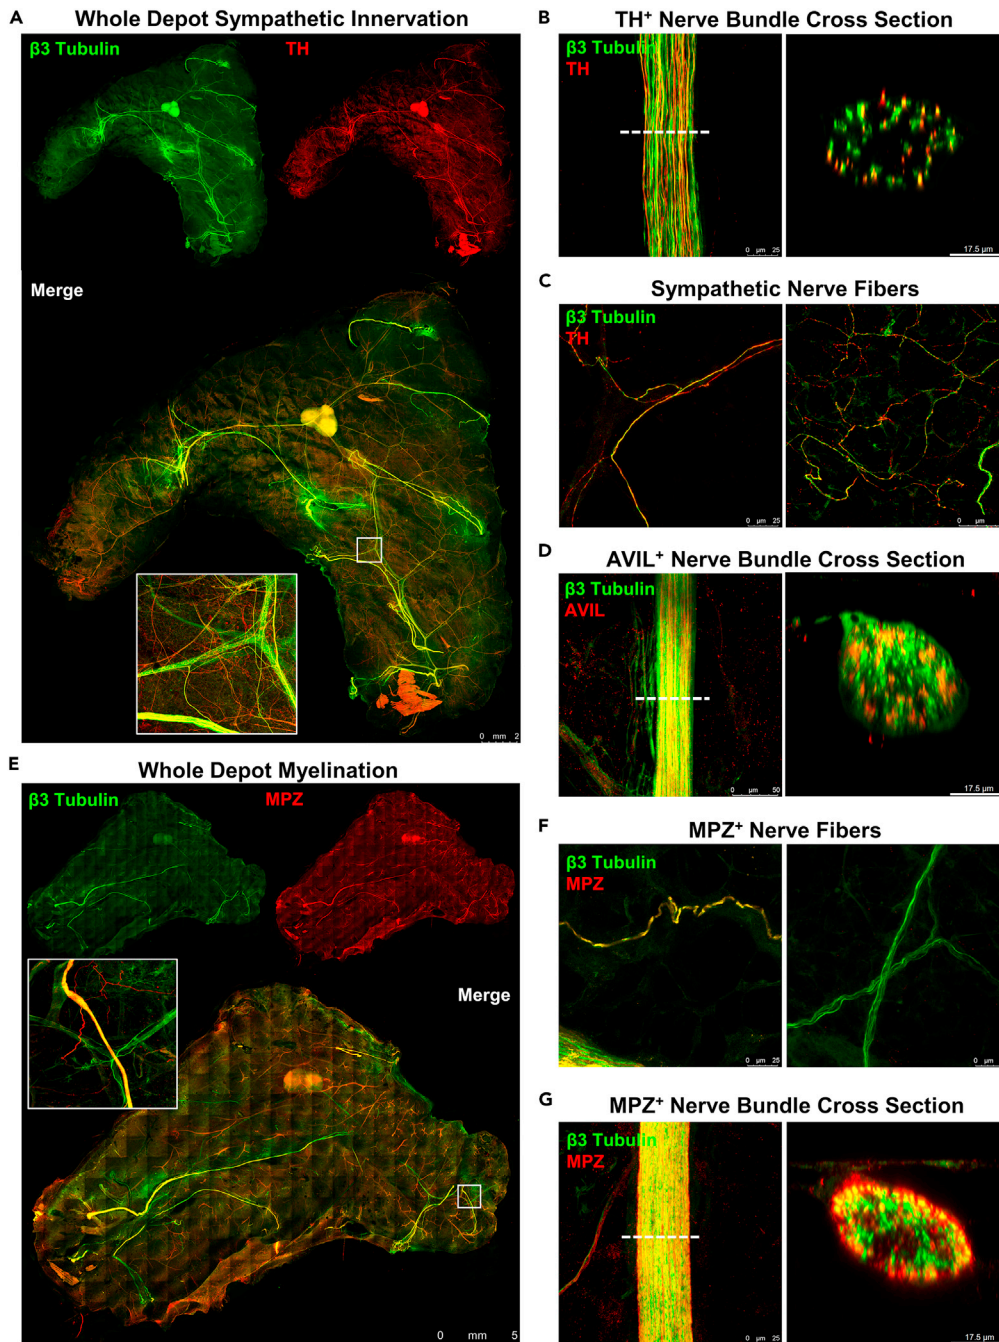 A
Whole Depot Sympathetic Innervation
β3 Tubulin
TH
Merge
0 mm 2
B
TH+ Nerve Bundle Cross Section
β3 Tubulin
TH
0 µm 25
17.5 µm
C
Sympathetic Nerve Fibers
β3 Tubulin
TH
0 µm 25
0 µm
D
AVIL+ Nerve Bundle Cross Section
β3 Tubulin
AVIL
0 µm 50
17.5 µm
E
Whole Depot Myelination
β3 Tubulin
MPZ
Merge
0 mm 5
F
MPZ+ Nerve Fibers
β3 Tubulin
MPZ
0 µm 25
0 µm
G
MPZ+ Nerve Bundle Cross Section
β3 Tubulin
MPZ
0 µm 25
17.5 µm